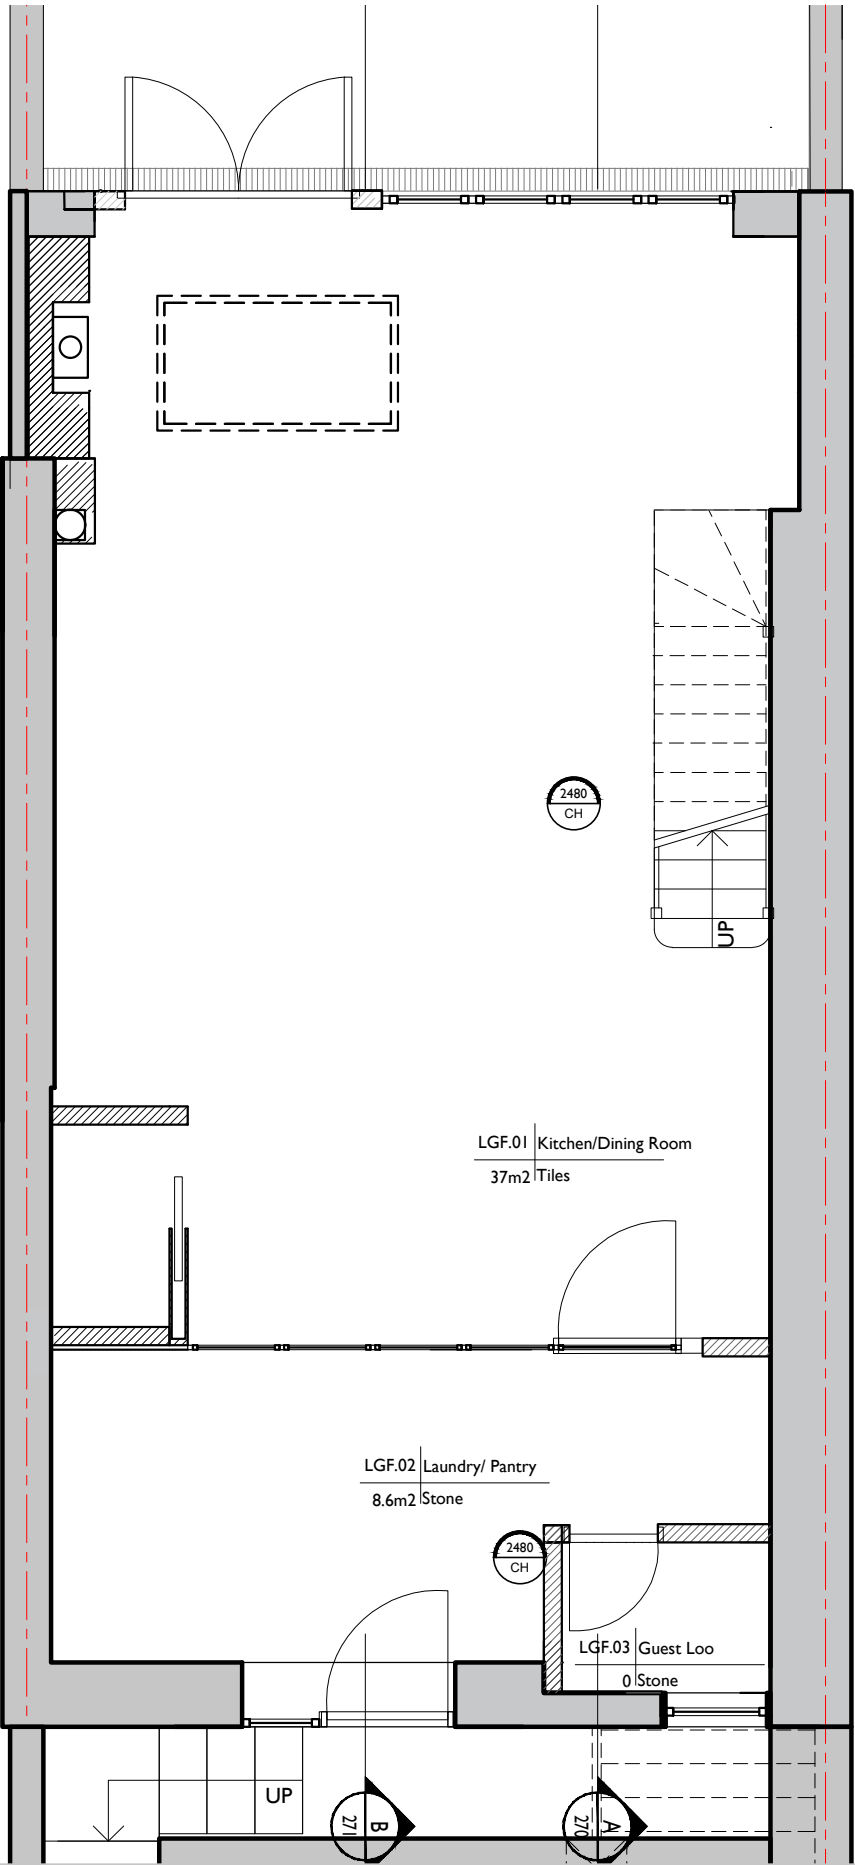 2480
CH
UP
LGF.01 Kitchen/Dining Room
37m2 Tiles
LGF.02 Laundry/ Pantry
8.6m2 Stone
2480
CH
LGF.03 Guest Loo
0 Stone
UP
B
271
A
270